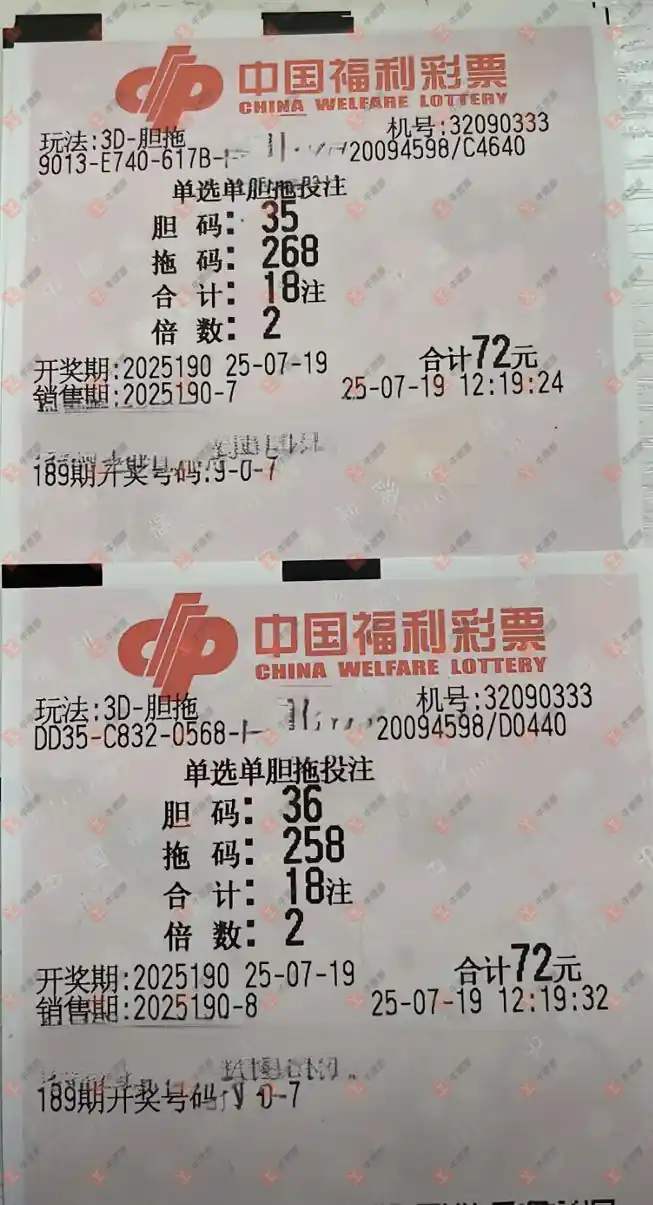 中国福利彩票
CHINA WELFARE LOTTERY
玩法:3D-胆拖 机号:32090333
9013-E740-617B- 20094598/C4640
单选单胆拖投注
胆 码: 35
拖 码: 268
合 计: 18注
倍 数: 2
开奖期:2025190 25-07-19 合计72元
销售期:2025190-7 25-07-19 12:19:24
189期开奖号码:9-0-7
中国福利彩票
CHINA WELFARE LOTTERY
玩法:3D-胆拖 机号:32090333
DD35-C832-0568- 20094598/D0440
单选单胆拖投注
胆 码: 36
拖 码: 258
合 计: 18注
倍 数: 2
开奖期:2025190 25-07-19 合计72元
销售期:2025190-8 25-07-19 12:19:32
189期开奖号码 0-7